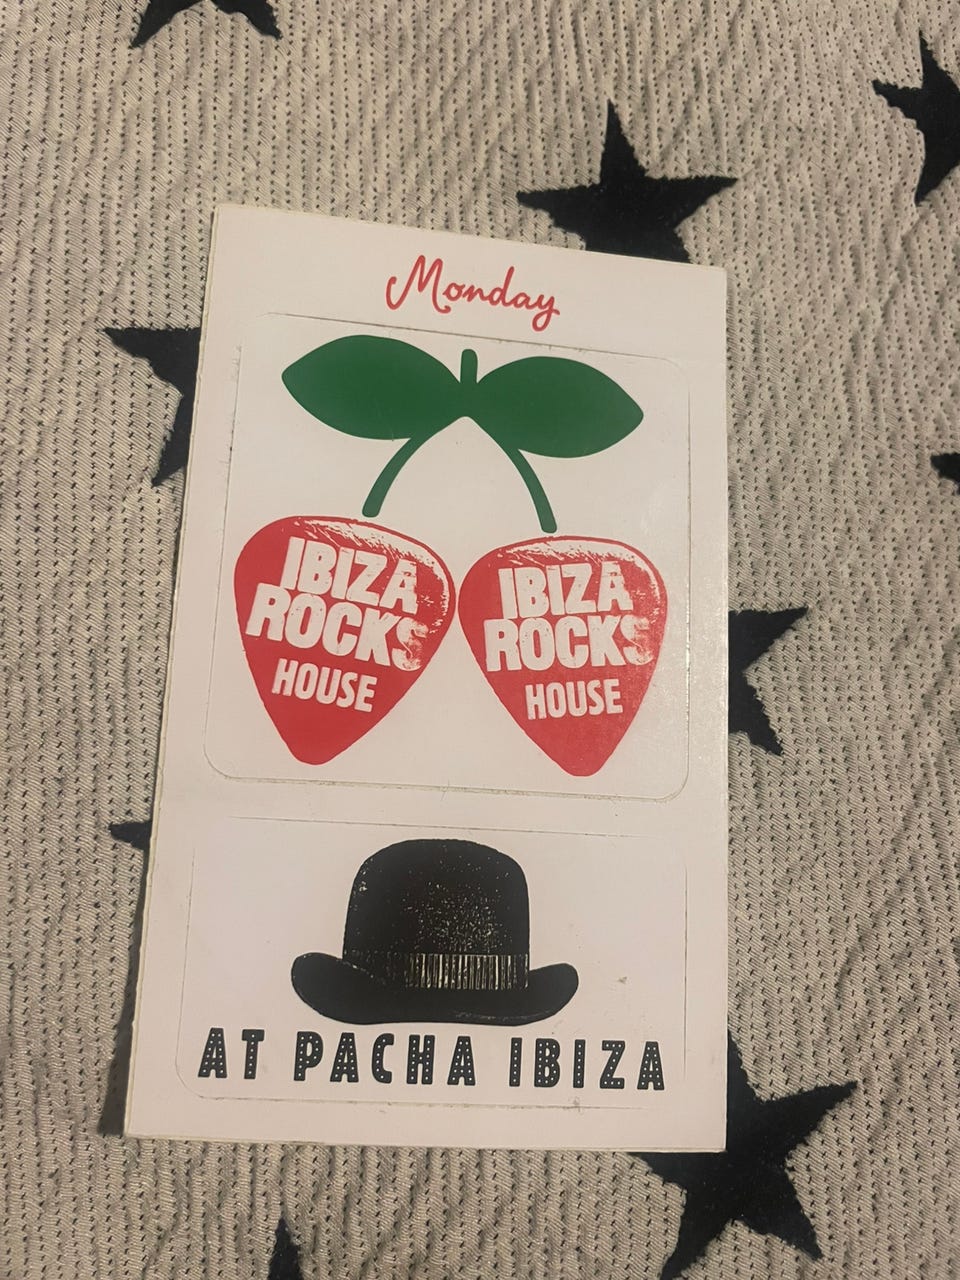 Monday
IBIZA
ROCKS
HOUSE
IBIZA
ROCKS
HOUSE
AT PACHA IBIZA